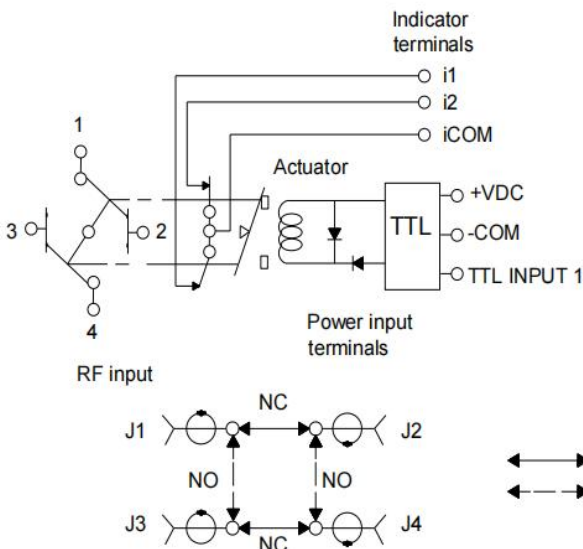 Indicator
terminals
i1
i2
iCOM
1
Actuator
+VDC
3
2
TTL
-COM
TTL INPUT 1
4
Power input
terminals
RF input
J1
NC
J2
NO
NO
J3
NC
J4